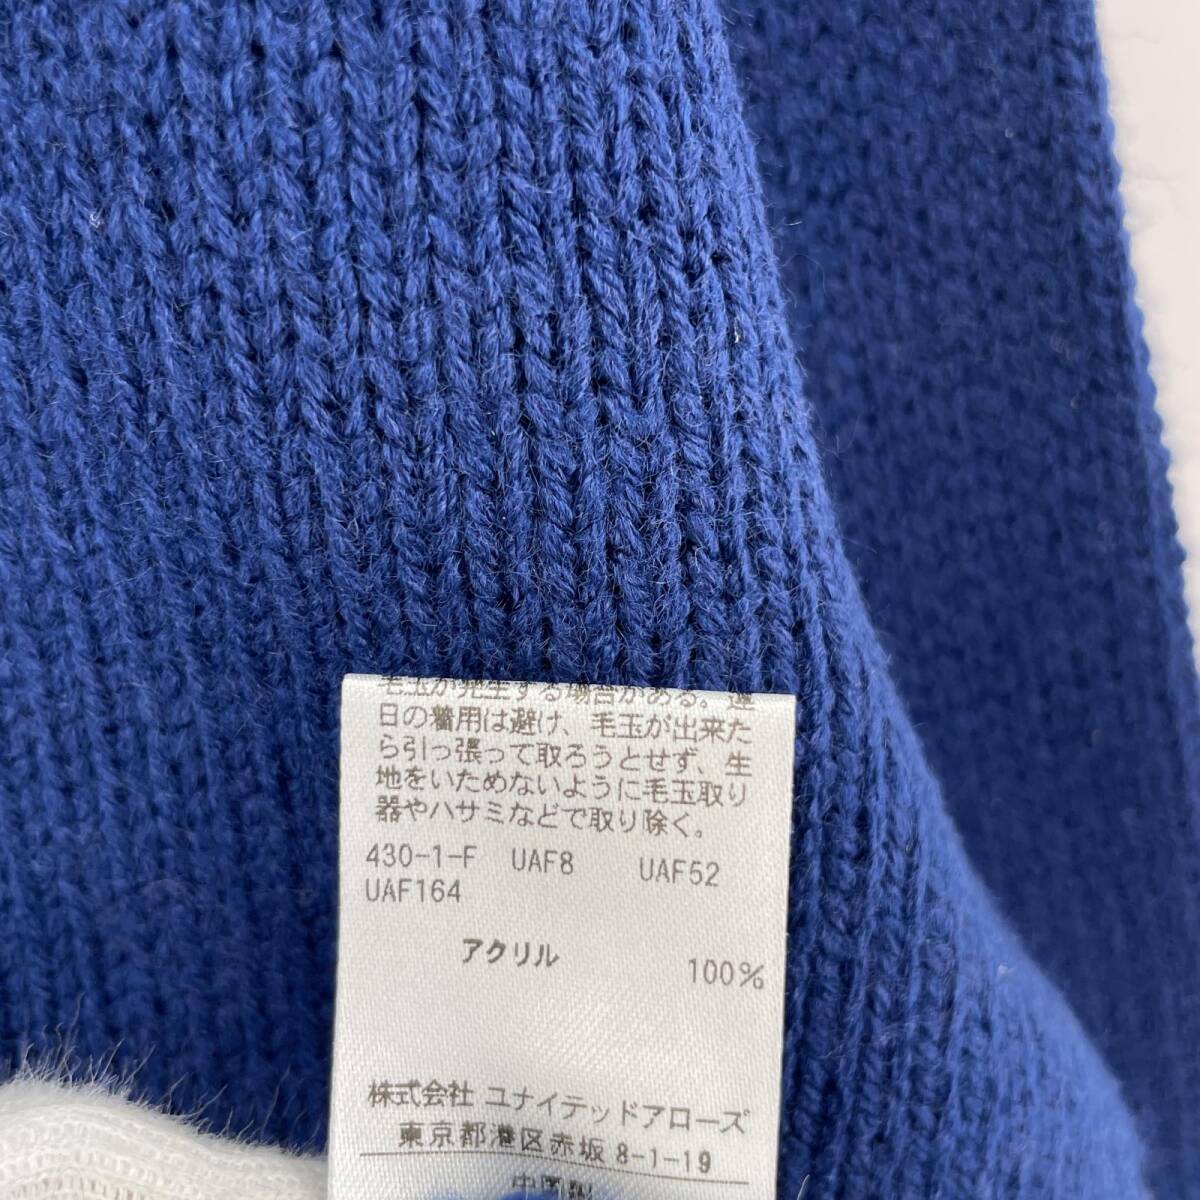 毛玉が発生する場合がある。連
日の着用は避け、毛玉が出来た
ら引っ張って取ろうとせず、生
地をいためないように毛玉取り
器やハサミなどで取り除く。
430-1-F UAF8 UAF52
UAF164
アクリル 100%
株式会社 ユナイテッドアローズ
東京都港区赤坂 8-1-19
中国製